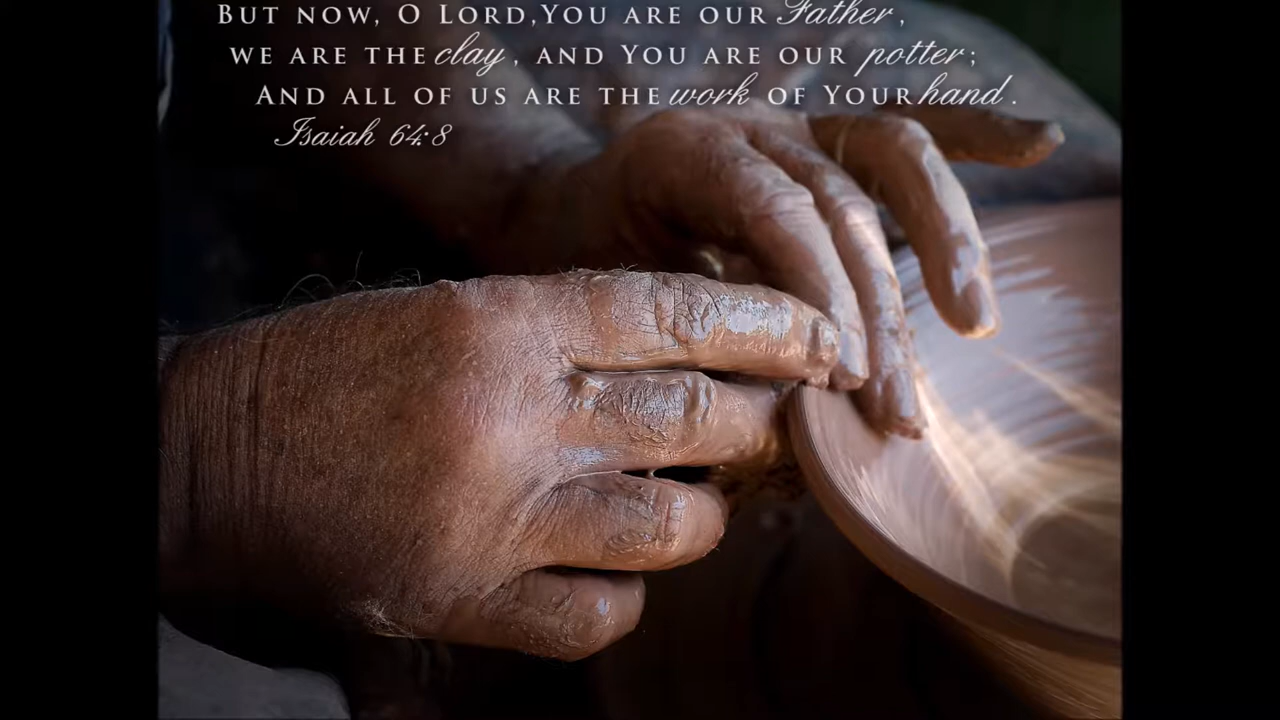 But now, O Lord,You are our Father,
we are the clay, and You are our potter;
And all of us are the work of Your hand.
Isaiah 64:8